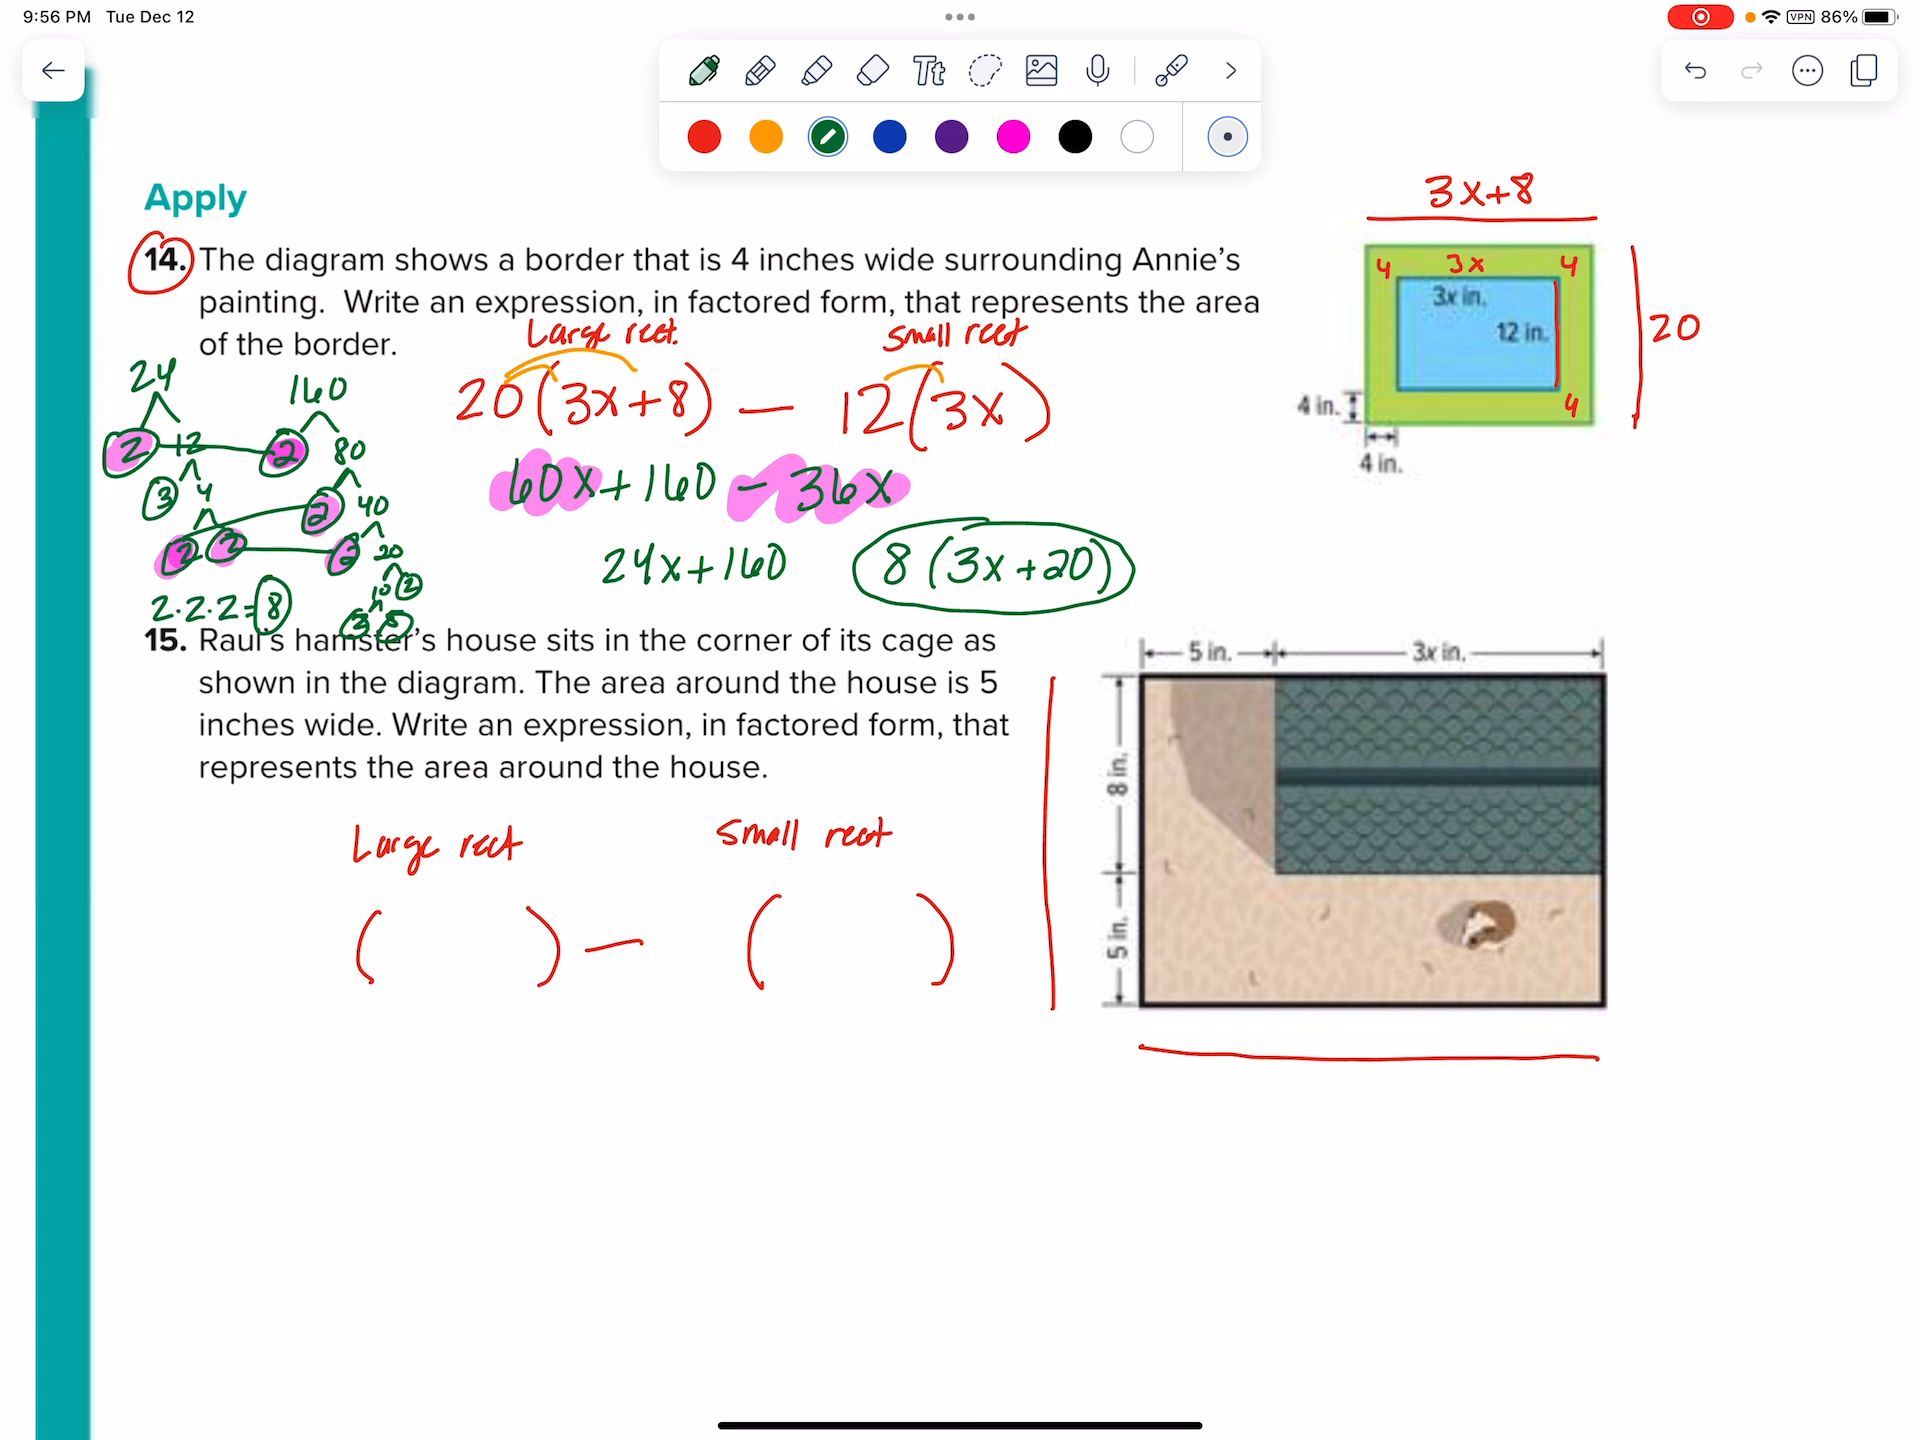 9:56 PM Tue Dec 12
VPN 86%
Tt
Apply
14. The diagram shows a border that is 4 inches wide surrounding Annie's
painting. Write an expression, in factored form, that represents the area
of the border.
Large rect. small rect
20(3x+8) — 12(3x)
60x+160 - 36x
24x+160 8(3x+20)
24 160
2 12 2 80
3 4 2 40
2 2 2 20
10 2
2 5
2·2·2=8
3x+8
4 3x 4
3x in.
12 in.
20
4
4 in.
4 in.
15. Raul's hamster's house sits in the corner of its cage as
shown in the diagram. The area around the house is 5
inches wide. Write an expression, in factored form, that
represents the area around the house.
Large rect small rect
( ) — ( )
5 in. 3x in.
8 in.
5 in.